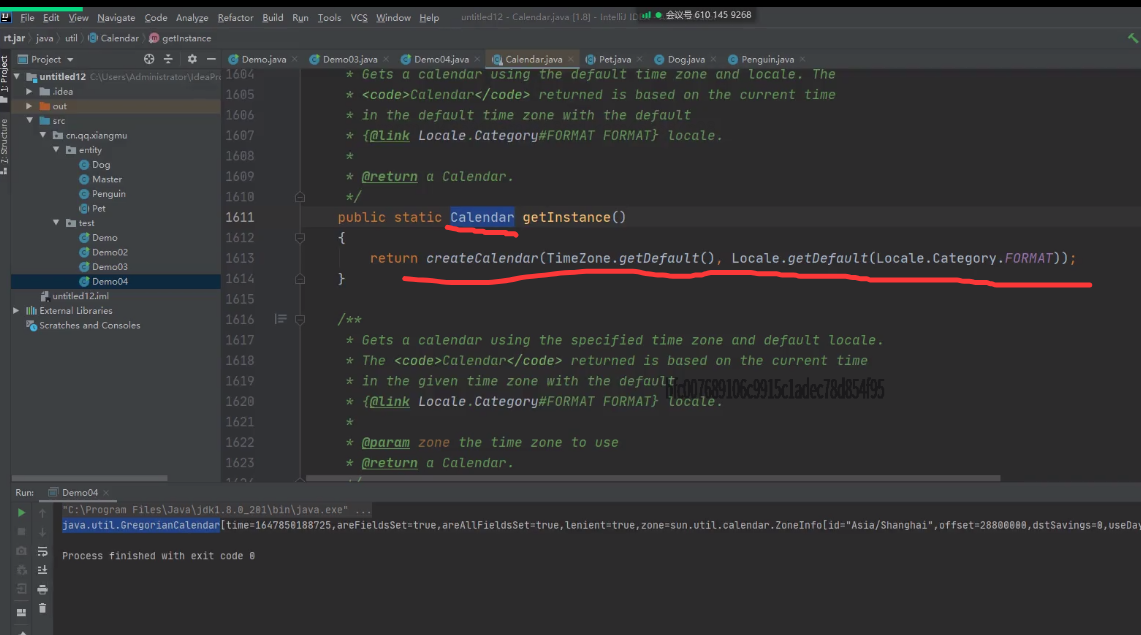 File Edit View Navigate Code Analyze Refactor Build Run Tools VCS Window Help untitled12 - Calendar.java [1.8] - IntelliJ ID 会议号 610 145 9268
rt.jar java util Calendar getInstance
Project Demo.java Demo03.java Demo04.java Calendar.java Pet.java Dog.java Penguin.java
1: Project
7: Structure
untitled12 C:\Users\Administrator\IdeaPro
.idea
out
src
cn.qq.xiangmu
entity
Dog
Master
Penguin
Pet
test
Demo
Demo02
Demo03
Demo04
untitled12.iml
External Libraries
Scratches and Consoles
1604 * Gets a calendar using the default time zone and locale. The
1605 * <code>Calendar</code> returned is based on the current time
1606 * in the default time zone with the default
1607 * {@link Locale.Category#FORMAT FORMAT} locale.
1608 *
1609 * @return a Calendar.
1610 */
1611 public static Calendar getInstance()
1612 {
1613 return createCalendar(TimeZone.getDefault(), Locale.getDefault(Locale.Category.FORMAT));
1614 }
1615
1616 /**
1617 * Gets a calendar using the specified time zone and default locale.
1618 * The <code>Calendar</code> returned is based on the current time
1619 * in the given time zone with the default
1620 * {@link Locale.Category#FORMAT FORMAT} locale.
1621 *
1622 * @param zone the time zone to use
1623 * @return a Calendar.
Run: Demo04
"C:\Program Files\Java\jdk1.8.0_201\bin\java.exe" ...
java.util.GregorianCalendar[time=1647850188725,areFieldsSet=true,areAllFieldsSet=true,lenient=true,zone=sun.util.calendar.ZoneInfo[id="Asia/Shanghai",offset=28800000,dstSavings=0,useDay
Process finished with exit code 0